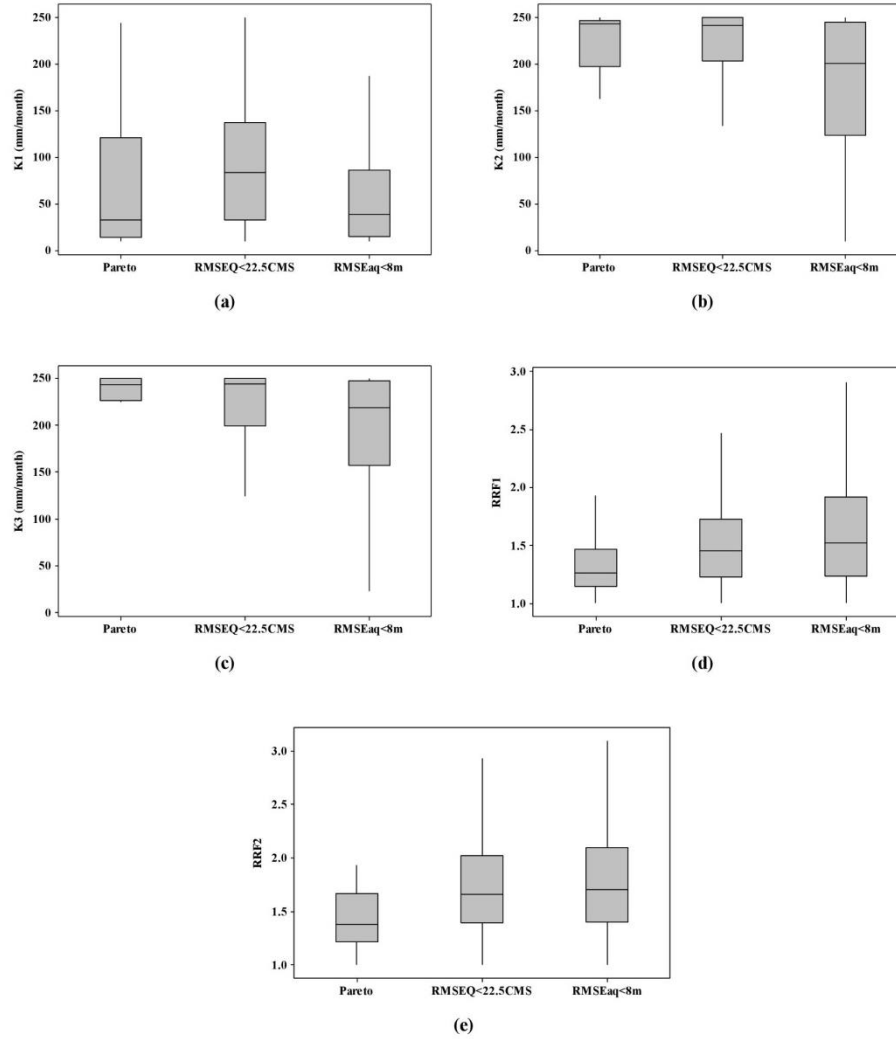 K1 (mm/month)
250
200
150
100
50
0
Pareto RMSEQ<22.5CMS RMSEaq<8m
(a)
K2 (mm/month)
250
200
150
100
50
0
Pareto RMSEQ<22.5CMS RMSEaq<8m
(b)
K3 (mm/month)
250
200
150
100
50
0
Pareto RMSEQ<22.5CMS RMSEaq<8m
(c)
RRF1
3.0
2.5
2.0
1.5
1.0
Pareto RMSEQ<22.5CMS RMSEaq<8m
(d)
RRF2
3.0
2.5
2.0
1.5
1.0
Pareto RMSEQ<22.5CMS RMSEaq<8m
(e)